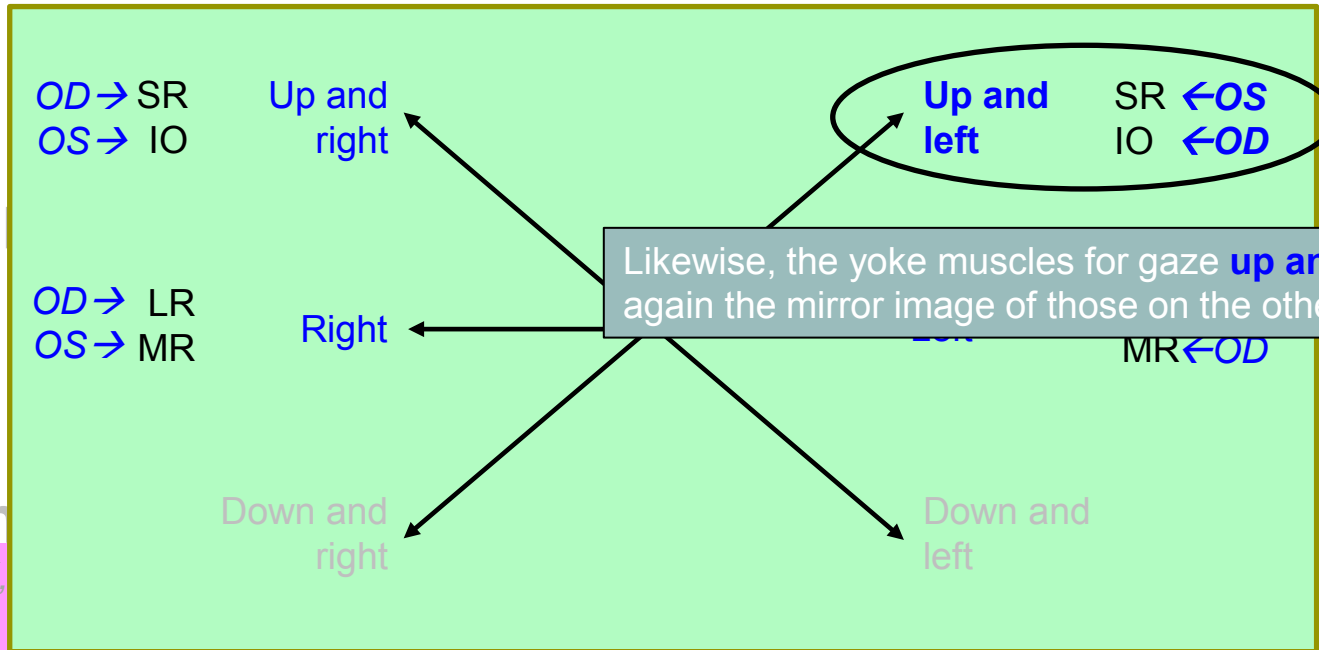 OD→ SR Up and
OS→ IO right
Up and SR ←OS
left IO ←OD
Likewise, the yoke muscles for gaze up
again the mirror image of those on the
OD→ LR
OS→ MR
Right
MR←OD
Down and
right
Down and
left